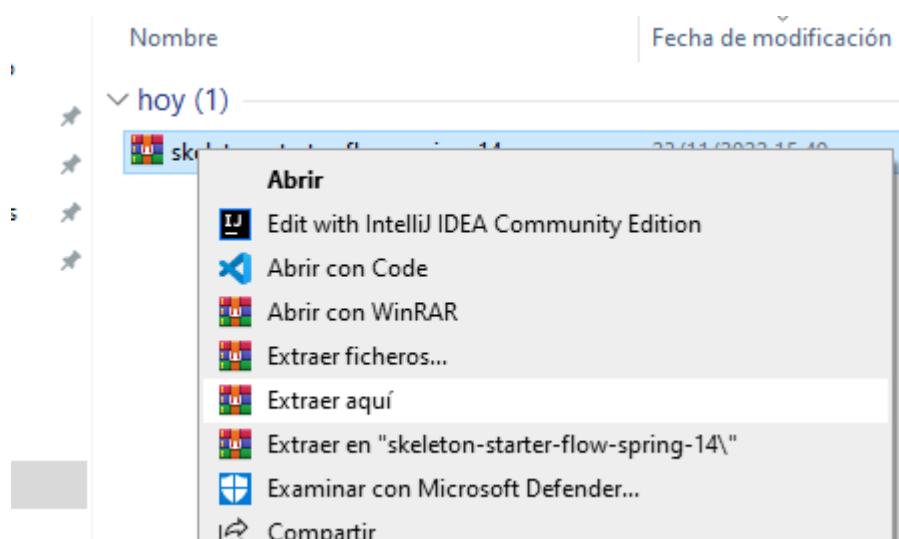 Nombre Fecha de modificación
hoy (1)
Abrir
Edit with IntelliJ IDEA Community Edition
Abrir con Code
Abrir con WinRAR
Extraer ficheros...
Extraer aquí
Extraer en "skeleton-starter-flow-spring-14\"
Examinar con Microsoft Defender...
Compartir